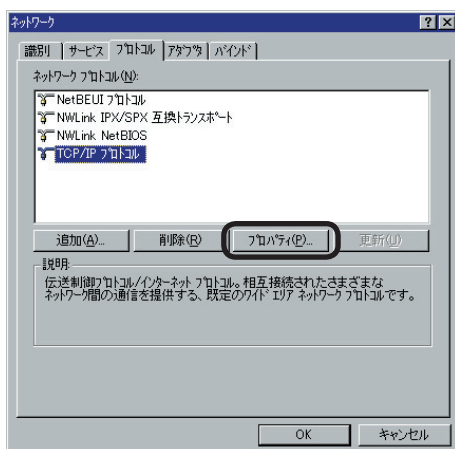 ネットワーク
識別 サービス プロトコル アダプタ バインド
ネットワーク プロトコル(N):
NetBEUI プロトコル
NWLink IPX/SPX 互換トランスポート
NWLink NetBIOS
TCP/IP プロトコル
追加(A)... 削除(R) プロパティ(P)... 更新(U)
説明:
伝送制御プロトコル/インターネット プロトコル。相互接続されたさまざまな
ネットワーク間の通信を提供する、既定のワイド エリア ネットワーク プロトコルです。
OK キャンセル